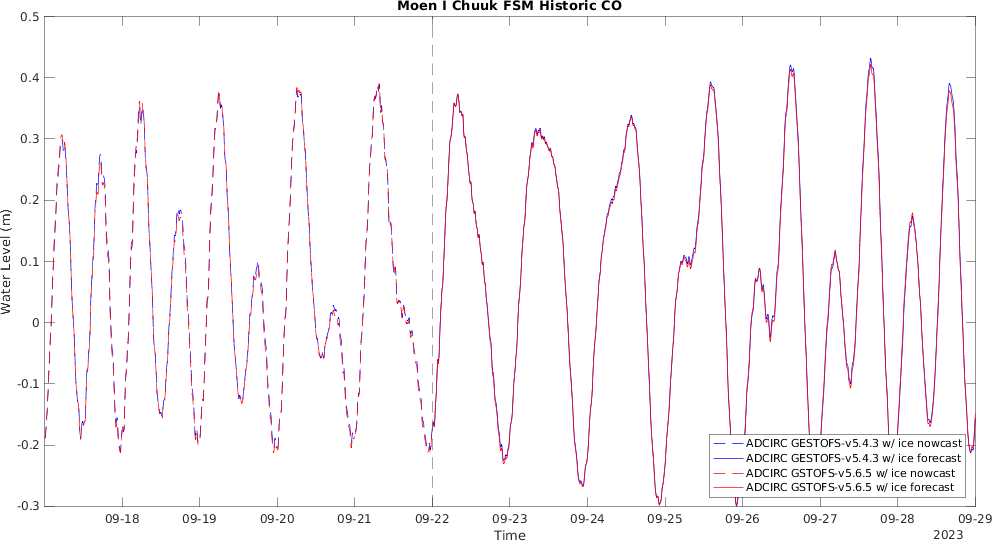 Moen I Chuuk FSM Historic CO
0.5
0.4
0.3
0.2
0.1
0
-0.1
-0.2
-0.3
Water Level (m)
09-18 09-19 09-20 09-21 09-22 09-23 09-24 09-25 09-26 09-27 09-28 09-29
Time
2023
ADCIRC GESTOFS-v5.4.3 w/ ice nowcast
ADCIRC GESTOFS-v5.4.3 w/ ice forecast
ADCIRC GSTOFS-v5.6.5 w/ ice nowcast
ADCIRC GSTOFS-v5.6.5 w/ ice forecast